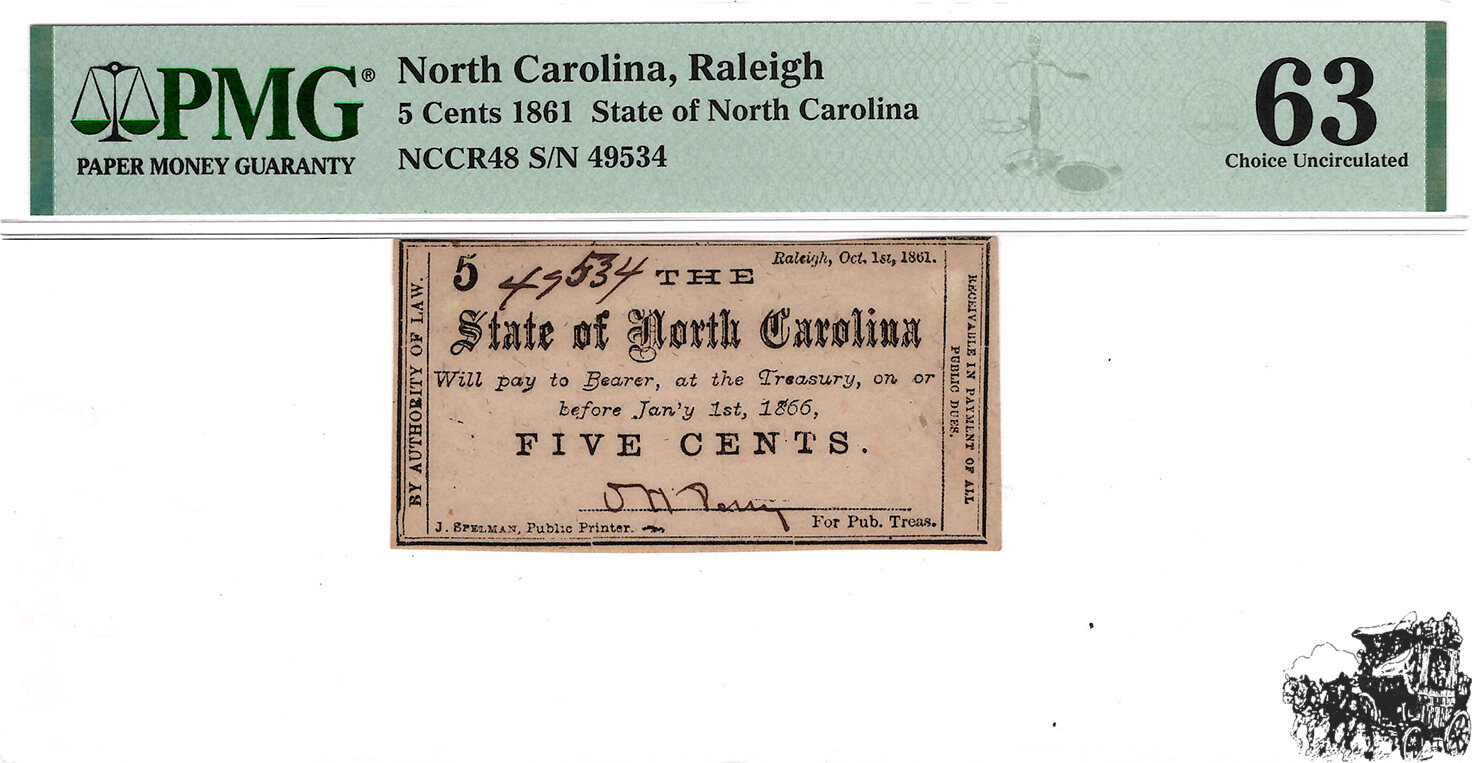 PMG®
PAPER MONEY GUARANTY
North Carolina, Raleigh
5 Cents 1861 State of North Carolina
NCCR48 S/N 49534
63
Choice Uncirculated
5 49534 THE
Raleigh, Oct. 1st, 1861.
State of North Carolina
Will pay to Bearer, at the Treasury, on or
before Jan'y 1st, 1866,
FIVE CENTS.
J. SPELMAN, Public Printer.
For Pub. Treas.
BY AUTHORITY OF LAW.
RECEIVABLE IN PAYMENT OF ALL
PUBLIC DUES.